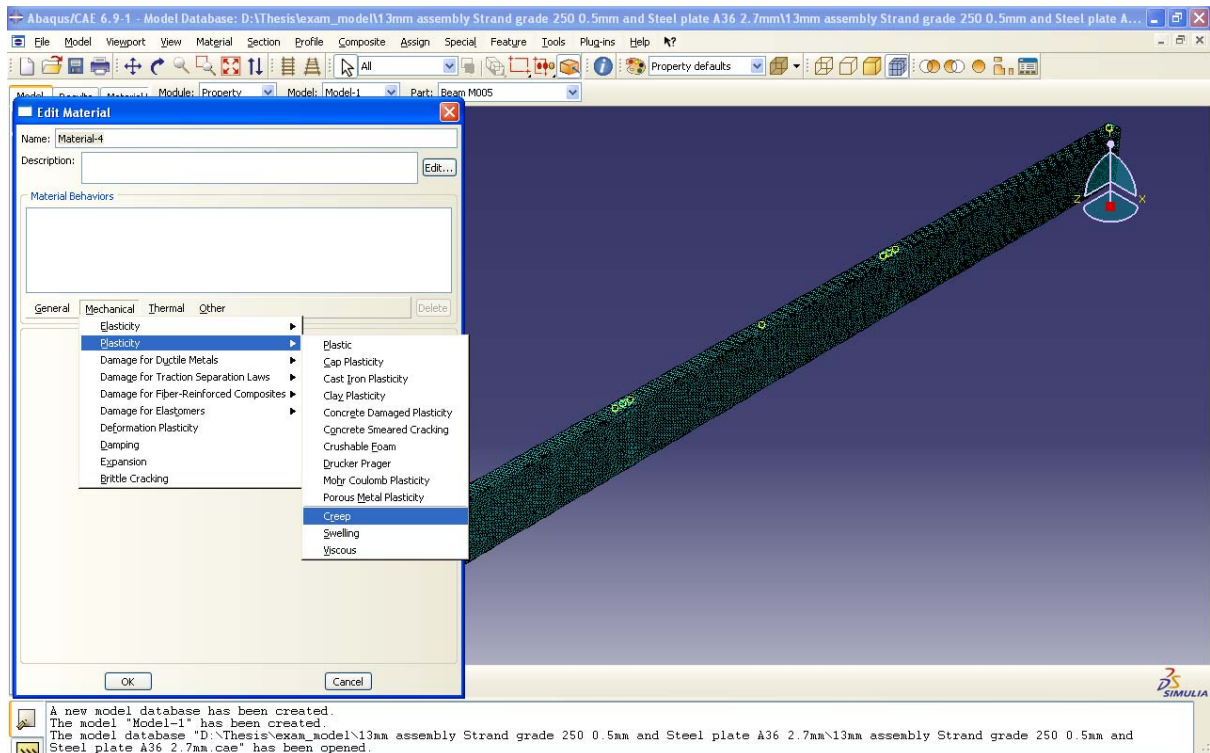 Abaqus/CAE 6.9-1 - Model Database: D:\Thesis\exam_model\13mm assembly Strand grade 250 0.5mm and Steel plate A36 2.7mm\13mm assembly Strand grade 250 0.5mm and Steel plate A...
File Model Viewport View Material Section Profile Composite Assign Special Feature Tools Plug-ins Help
All Property defaults
Model Results Module: Property Model: Model-1 Part: Beam M005
Edit Material
Name: Material-4
Description:
Edit...
Material Behaviors
General Mechanical Thermal Other Delete
Elasticity
Plasticity
Damage for Ductile Metals
Damage for Traction Separation Laws
Damage for Fiber-Reinforced Composites
Damage for Elastomers
Deformation Plasticity
Damping
Expansion
Brittle Cracking
Plastic
Cap Plasticity
Cast Iron Plasticity
Clay Plasticity
Concrete Damaged Plasticity
Concrete Smeared Cracking
Crushable Foam
Drucker Prager
Mohr Coulomb Plasticity
Porous Metal Plasticity
Creep
Swelling
Viscous
Y
Z X
OK Cancel
SIMULIA
A new model database has been created.
The model "Model-1" has been created.
The model database "D:\Thesis\exam_model\13mm assembly Strand grade 250 0.5mm and Steel plate A36 2.7mm\13mm assembly Strand grade 250 0.5mm and
Steel plate A36 2.7mm.cae" has been opened.